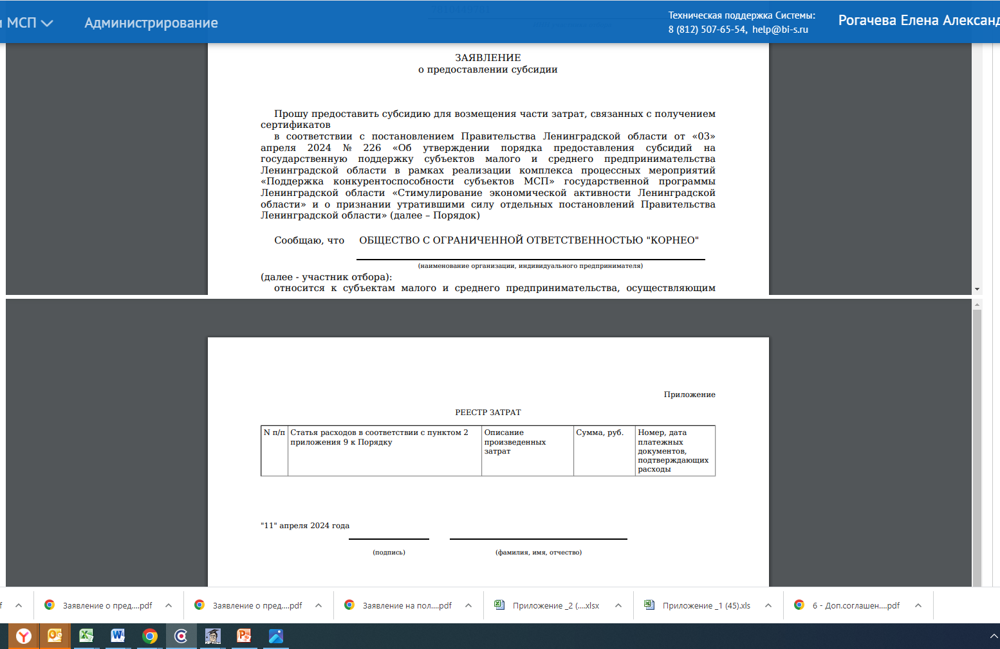 и МСП
Администрирование
Техническая поддержка Системы:
8 (812) 507-65-54, help@bi-s.ru
Рогачева Елена Александ
ЗАЯВЛЕНИЕ
о предоставлении субсидии
Прошу предоставить субсидию для возмещения части затрат, связанных с получением
сертификатов
в соответствии с постановлением Правительства Ленинградской области от «03»
апреля 2024 № 226 «Об утверждении порядка предоставления субсидий на
государственную поддержку субъектов малого и среднего предпринимательства
Ленинградской области в рамках реализации комплекса процессных мероприятий
«Поддержка конкурентоспособности субъектов МСП» государственной программы
Ленинградской области «Стимулирование экономической активности Ленинградской
области» и о признании утратившими силу отдельных постановлений Правительства
Ленинградской области» (далее – Порядок)
Сообщаю, что ОБЩЕСТВО С ОГРАНИЧЕННОЙ ОТВЕТСТВЕННОСТЬЮ "КОРНЕО"
(наименование организации, индивидуального предпринимателя)
(далее - участник отбора):
относится к субъектам малого и среднего предпринимательства, осуществляющим
Приложение
РЕЕСТР ЗАТРАТ
N п/п
Статья расходов в соответствии с пунктом 2
приложения 9 к Порядку
Описание
произведенных
затрат
Сумма, руб.
Номер, дата
платежных
документов,
подтверждающих
расходы
"11" апреля 2024 года
(подпись)
(фамилия, имя, отчество)
f
Заявление о пред....pdf
Заявление о пред....pdf
Заявление на пол....pdf
Приложение _2 (....xlsx
Приложение _1 (45).xls
6 - Доп.соглашен....pdf